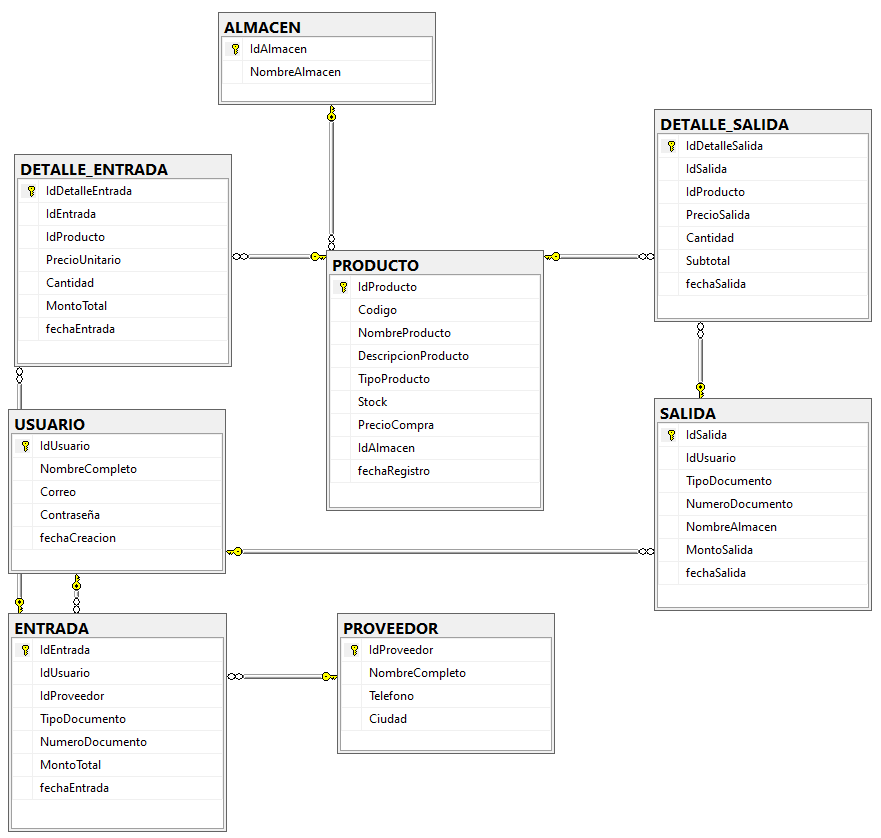 ALMACEN
IdAlmacen
NombreAlmacen
DETALLE_SALIDA
IdDetalleSalida
IdSalida
IdProducto
PrecioSalida
Cantidad
Subtotal
fechaSalida
DETALLE_ENTRADA
IdDetalleEntrada
IdEntrada
IdProducto
PrecioUnitario
Cantidad
MontoTotal
fechaEntrada
PRODUCTO
IdProducto
Codigo
NombreProducto
DescripcionProducto
TipoProducto
Stock
PrecioCompra
IdAlmacen
fechaRegistro
SALIDA
IdSalida
IdUsuario
TipoDocumento
NumeroDocumento
NombreAlmacen
MontoSalida
fechaSalida
USUARIO
IdUsuario
NombreCompleto
Correo
Contraseña
fechaCreacion
ENTRADA
IdEntrada
IdUsuario
IdProveedor
TipoDocumento
NumeroDocumento
MontoTotal
fechaEntrada
PROVEEDOR
IdProveedor
NombreCompleto
Telefono
Ciudad